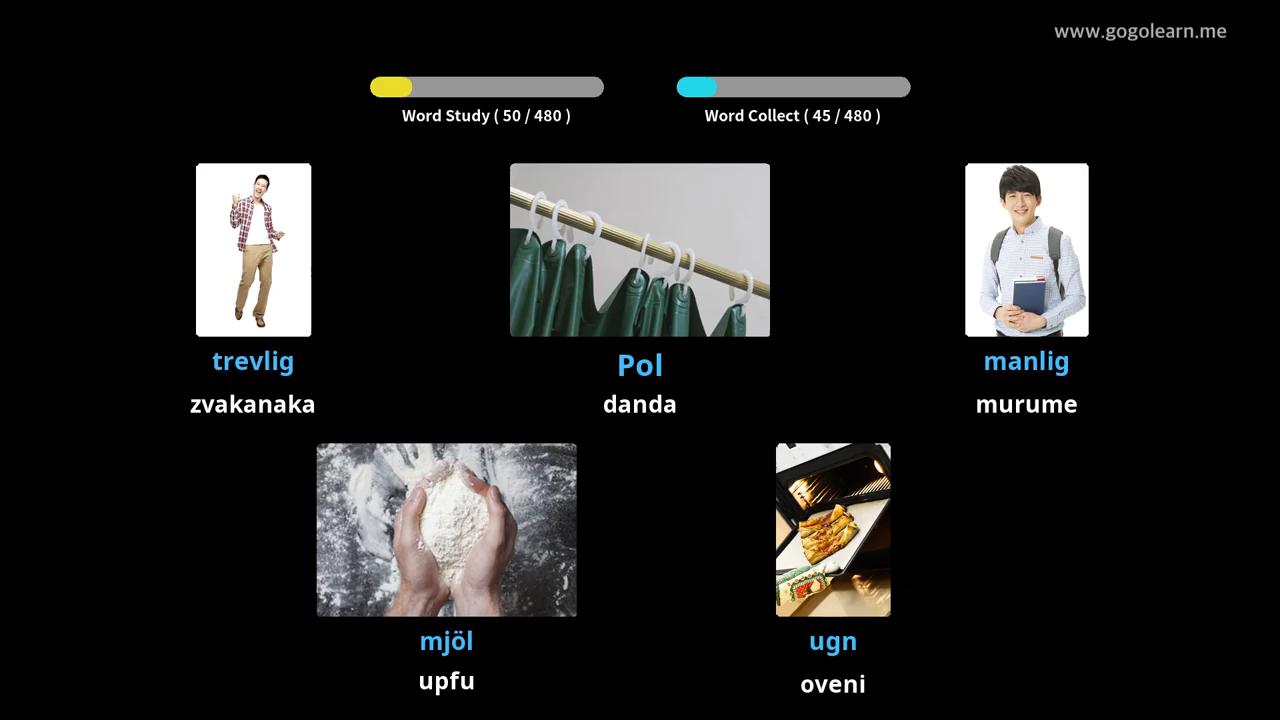 www.gogolearn.me
Word Study ( 50 / 480 )
Word Collect ( 45 / 480 )
trevlig
zvakanaka
Pol
danda
manlig
murume
mjöl
upfu
ugn
oveni